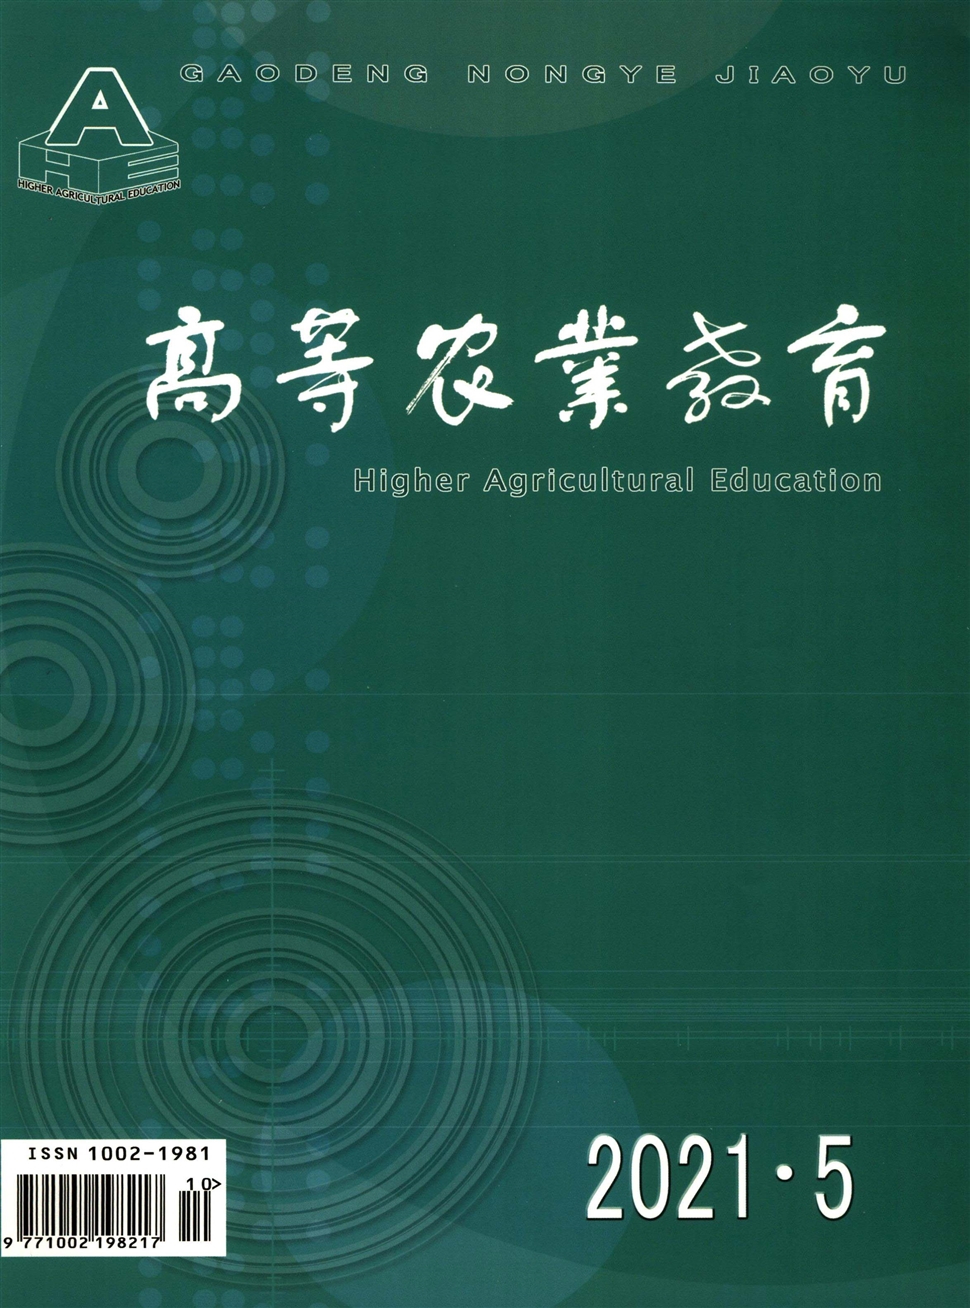 GAODENG NONGYE JIAOYU
A
HE
HIGHER AGRICULTURAL EDUCATION
高等农業教育
Higher Agricultural Education
ISSN 1002-1981
10>
9 771002 198217
2021·5